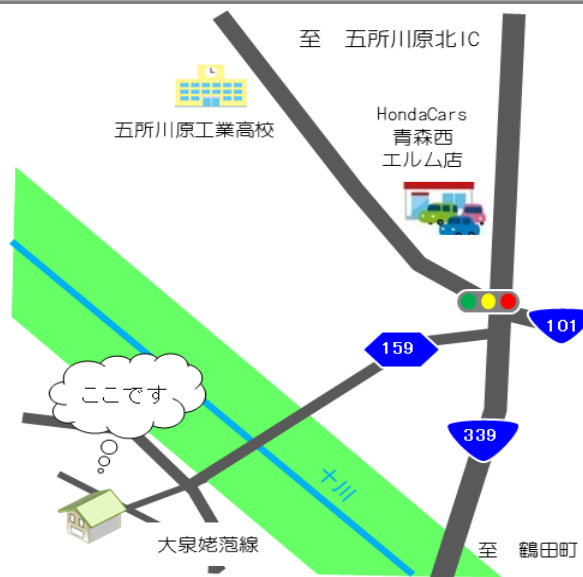 至 五所川原北IC
五所川原工業高校
HondaCars
青森西
エルム店
101
159
ここです
339
十川
大泉姥萢線
至 鶴田町